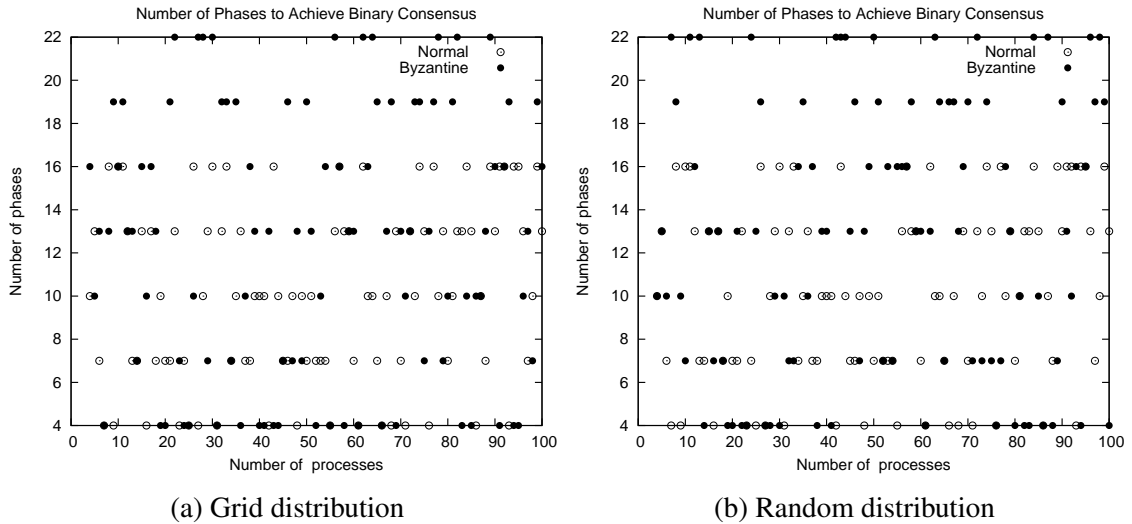 Number of Phases to Achieve Binary Consensus
22
20
18
16
14
12
10
8
6
4
Number of phases
Normal
Byzantine
0 10 20 30 40 50 60 70 80 90 100
Number of processes
(a) Grid distribution
Number of Phases to Achieve Binary Consensus
22
20
18
16
14
12
10
8
6
4
Number of phases
Normal
Byzantine
0 10 20 30 40 50 60 70 80 90 100
Number of processes
(b) Random distribution